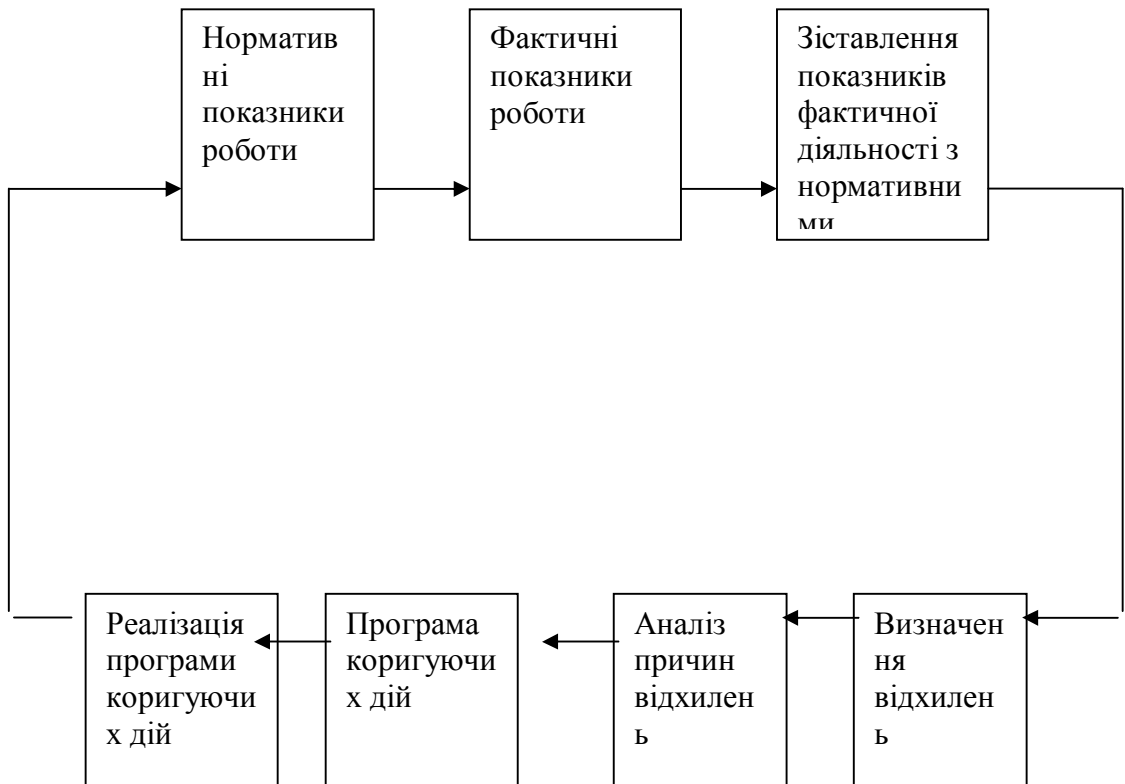 Норматив
ні
показники
роботи
Фактичні
показники
роботи
Зіставлення
показників
фактичної
діяльності з
нормативни
ми
Реалізація
програми
коригуючи
х дій
Програма
коригуючи
х дій
Аналіз
причин
відхилен
ь
Визначен
ня
відхилен
ь